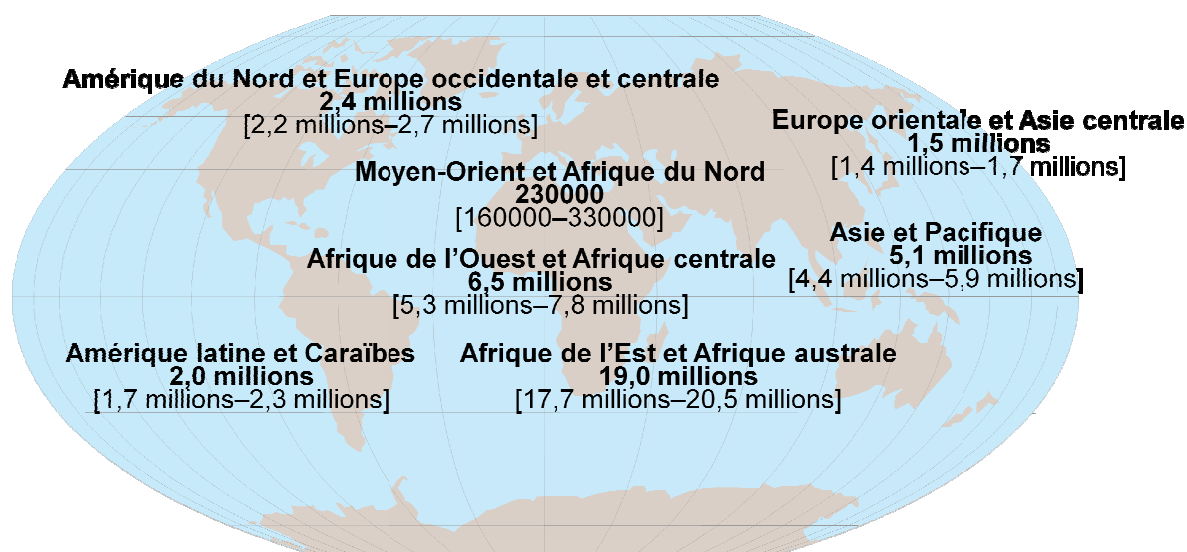 Amérique du Nord et Europe occidentale et centrale
2,4 millions
[2,2 millions–2,7 millions]
Europe orientale et Asie centrale
1,5 millions
[1,4 millions–1,7 millions]
Moyen-Orient et Afrique du Nord
230000
[160000–330000]
Asie et Pacifique
5,1 millions
[4,4 millions–5,9 millions]
Afrique de l’Ouest et Afrique centrale
6,5 millions
[5,3 millions–7,8 millions]
Amérique latine et Caraïbes
2,0 millions
[1,7 millions–2,3 millions]
Afrique de l’Est et Afrique australe
19,0 millions
[17,7 millions–20,5 millions]